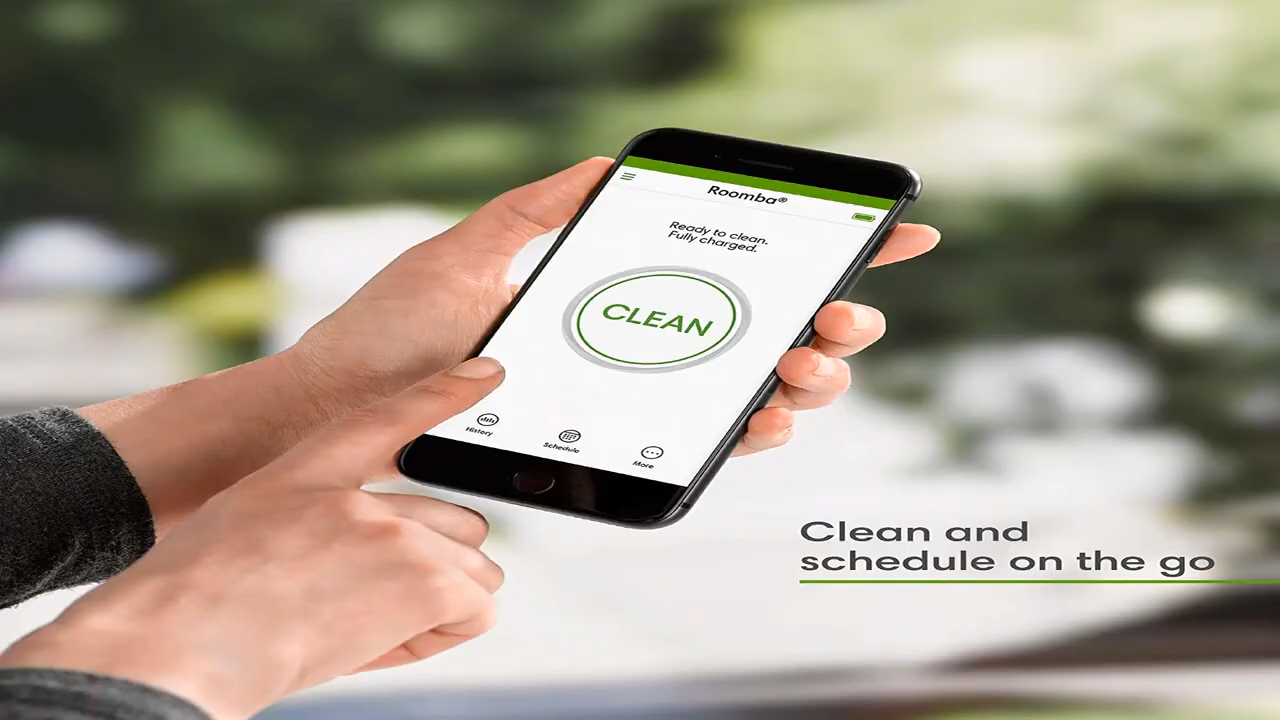 Roomba®
Ready to clean.
Fully charged.
CLEAN
History
Schedule
More
Clean and
schedule on the go